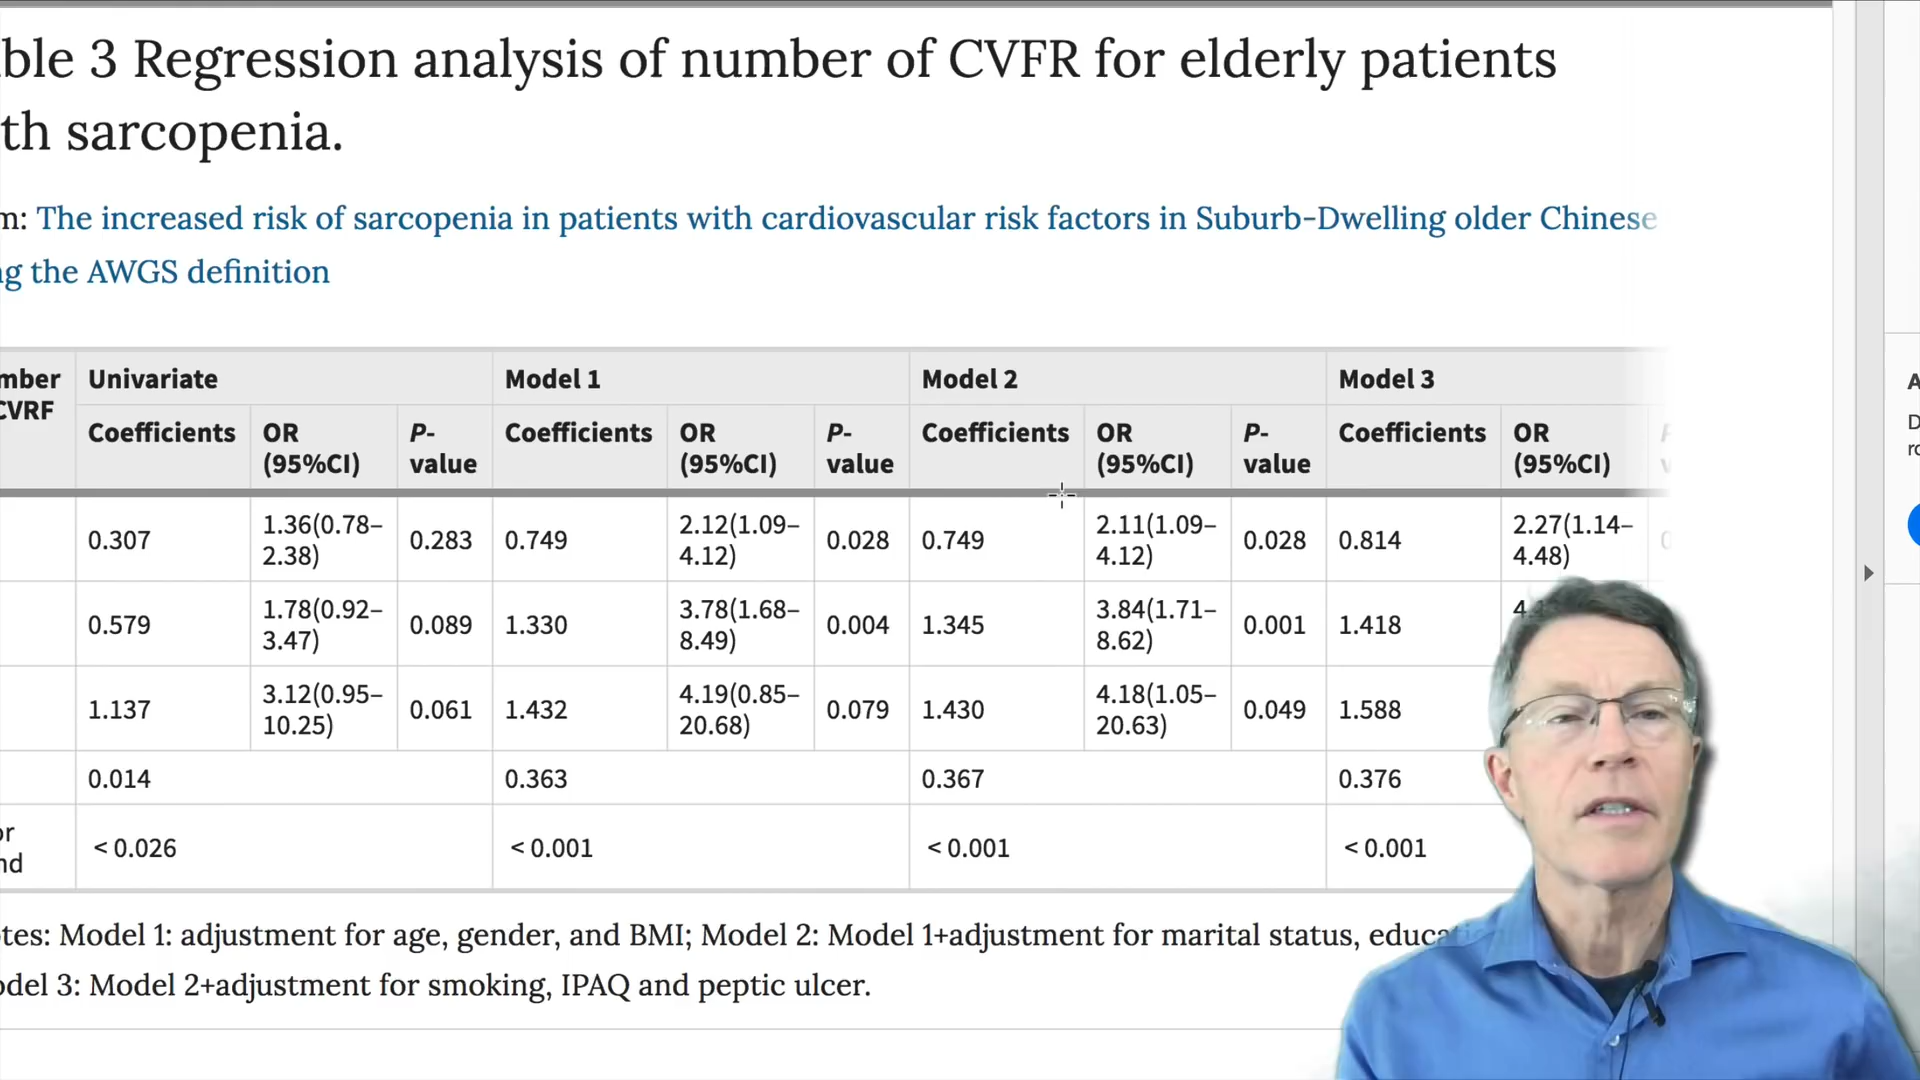 ble 3 Regression analysis of number of CVFR for elderly patients
th sarcopenia.
m: The increased risk of sarcopenia in patients with cardiovascular risk factors in Suburb-Dwelling older Chinese
ng the AWGS definition
mber CVRF Univariate Model 1 Model 2 Model 3
Coefficients OR (95%CI) P-value Coefficients OR (95%CI) P-value Coefficients OR (95%CI) P-value Coefficients OR (95%CI)
0.307 1.36(0.78–2.38) 0.283 0.749 2.12(1.09–4.12) 0.028 0.749 2.11(1.09–4.12) 0.028 0.814 2.27(1.14–4.48)
0.579 1.78(0.92–3.47) 0.089 1.330 3.78(1.68–8.49) 0.004 1.345 3.84(1.71–8.62) 0.001 1.418
1.137 3.12(0.95–10.25) 0.061 1.432 4.19(0.85–20.68) 0.079 1.430 4.18(1.05–20.63) 0.049 1.588
0.014 0.363 0.367 0.376
or nd < 0.026 < 0.001 < 0.001 < 0.001
tes: Model 1: adjustment for age, gender, and BMI; Model 2: Model 1+adjustment for marital status,
odel 3: Model 2+adjustment for smoking, IPAQ and peptic ulcer.